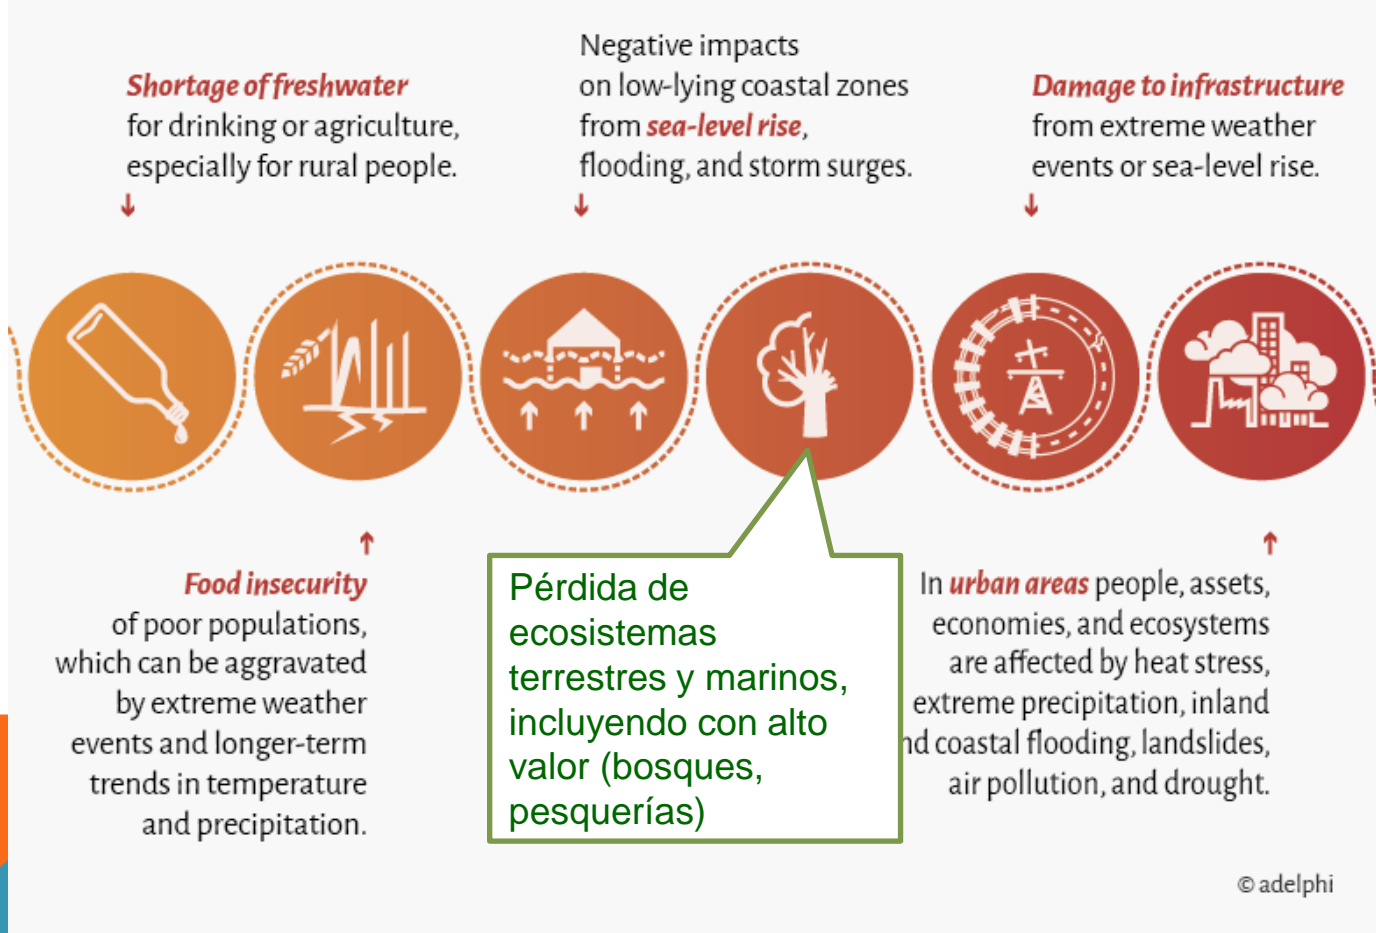 Shortage of freshwater
for drinking or agriculture,
especially for rural people.
Negative impacts
on low-lying coastal zones
from sea-level rise,
flooding, and storm surges.
Damage to infrastructure
from extreme weather
events or sea-level rise.
Food insecurity
of poor populations,
which can be aggravated
by extreme weather
events and longer-term
trends in temperature
and precipitation.
Pérdida de
ecosistemas
terrestres y marinos,
incluyendo con alto
valor (bosques,
pesquerías)
In urban areas people, assets,
economies, and ecosystems
are affected by heat stress,
extreme precipitation, inland
coastal flooding, landslides,
air pollution, and drought.
© adelphi